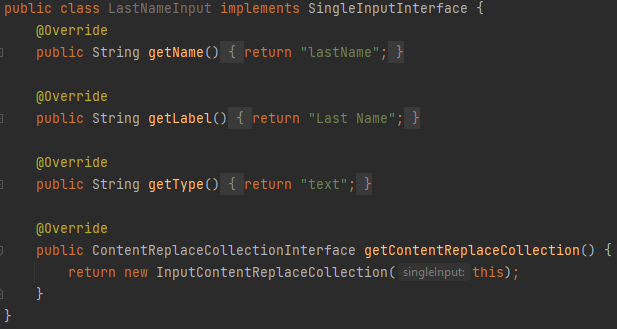 public class LastNameInput implements SingleInputInterface {
@Override
public String getName() { return "lastName"; }
@Override
public String getLabel() { return "Last Name"; }
@Override
public String getType() { return "text"; }
@Override
public ContentReplaceCollectionInterface getContentReplaceCollection() {
return new InputContentReplaceCollection( singleInput: this);
}
}